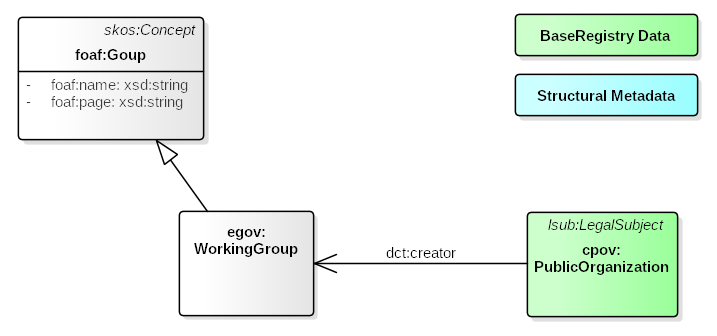 skos:Concept
foaf:Goup
- foaf:name: xsd:string
- foaf:page: xsd:string
BaseRegistry Data
Structural Metadata
egov:
WorkingGroup
dct:creator
lsub:LegalSubject
cpov:
PublicOrganization